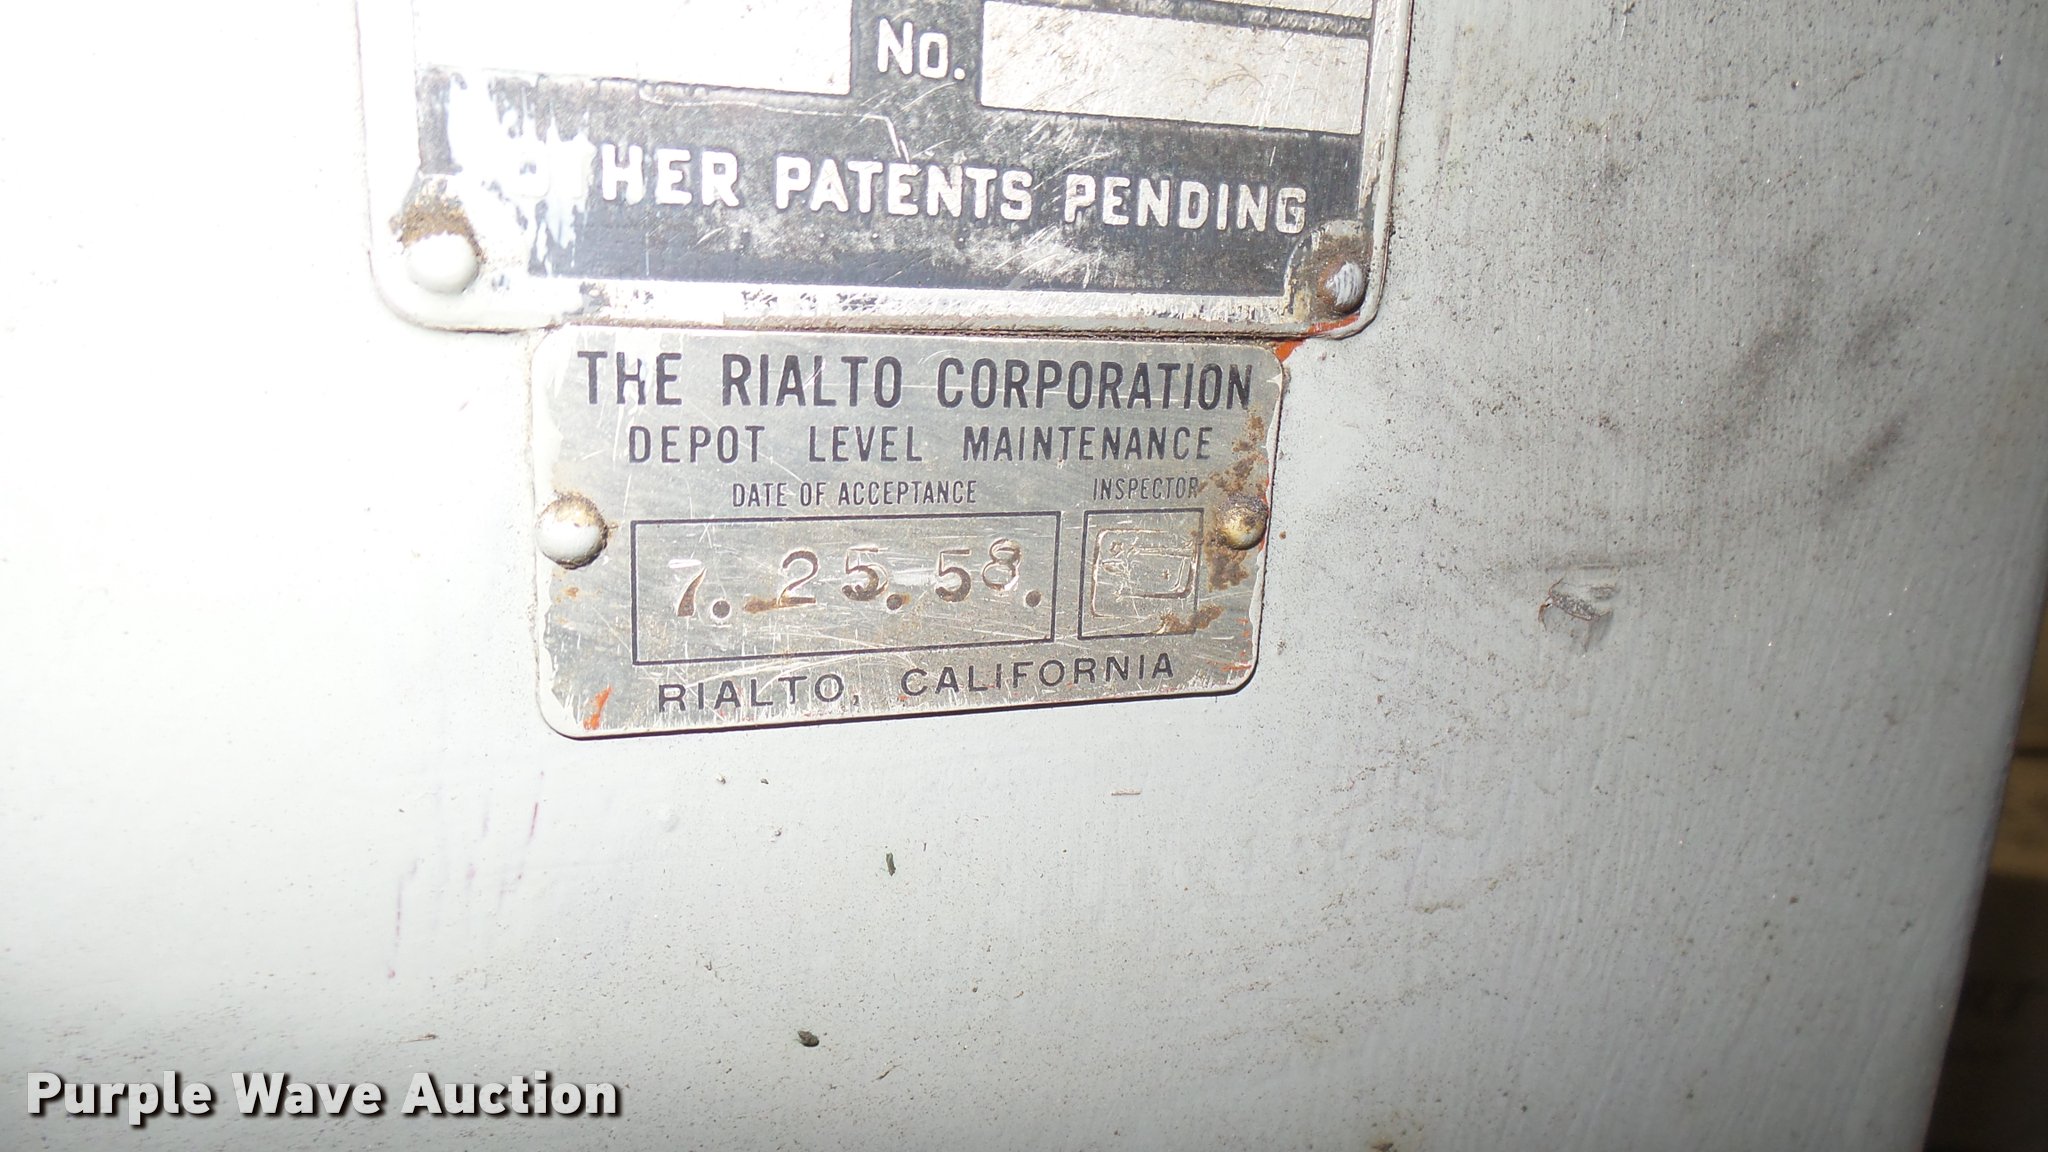 No.
OTHER PATENTS PENDING
THE RIALTO CORPORATION
DEPOT LEVEL MAINTENANCE
DATE OF ACCEPTANCE INSPECTOR
7. 25. 58.
RIALTO, CALIFORNIA
Purple Wave Auction